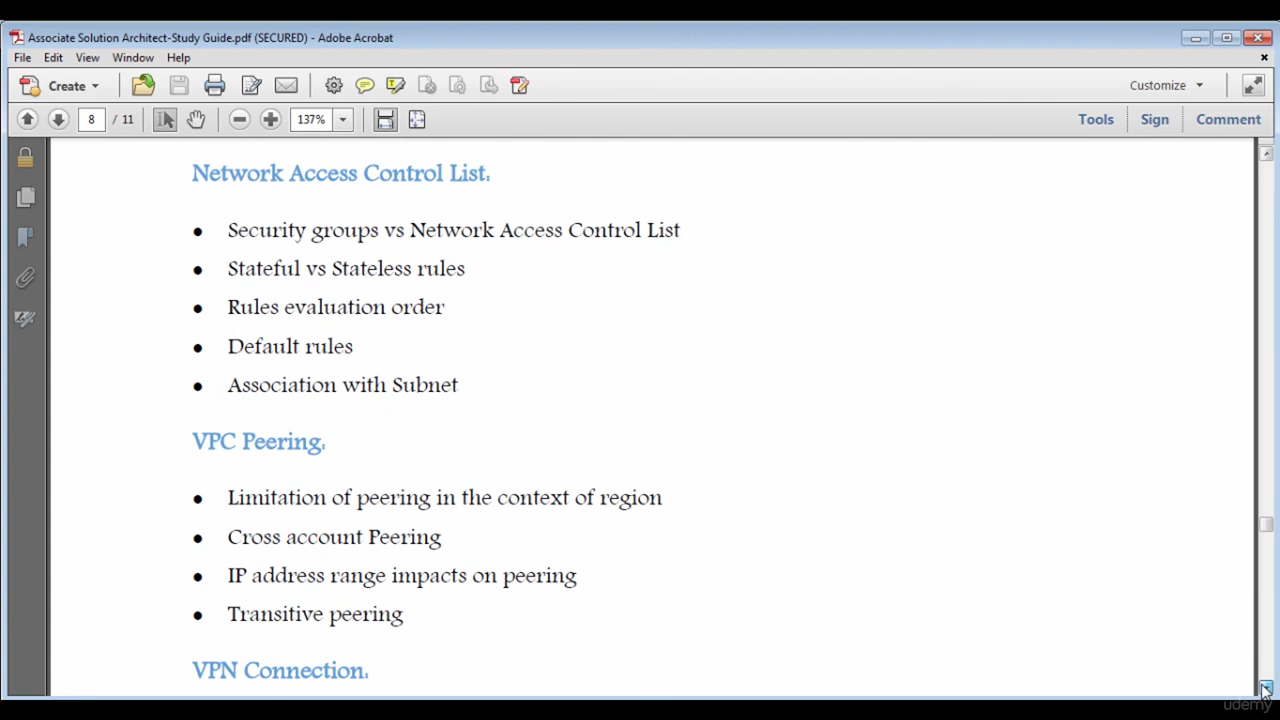 Associate Solution Architect-Study Guide.pdf (SECURED) - Adobe Acrobat
File Edit View Window Help
Create
Customize
8 / 11
137%
Tools Sign Comment
Network Access Control List:
• Security groups vs Network Access Control List
• Stateful vs Stateless rules
• Rules evaluation order
• Default rules
• Association with Subnet
VPC Peering:
• Limitation of peering in the context of region
• Cross account Peering
• IP address range impacts on peering
• Transitive peering
VPN Connection:
udemy